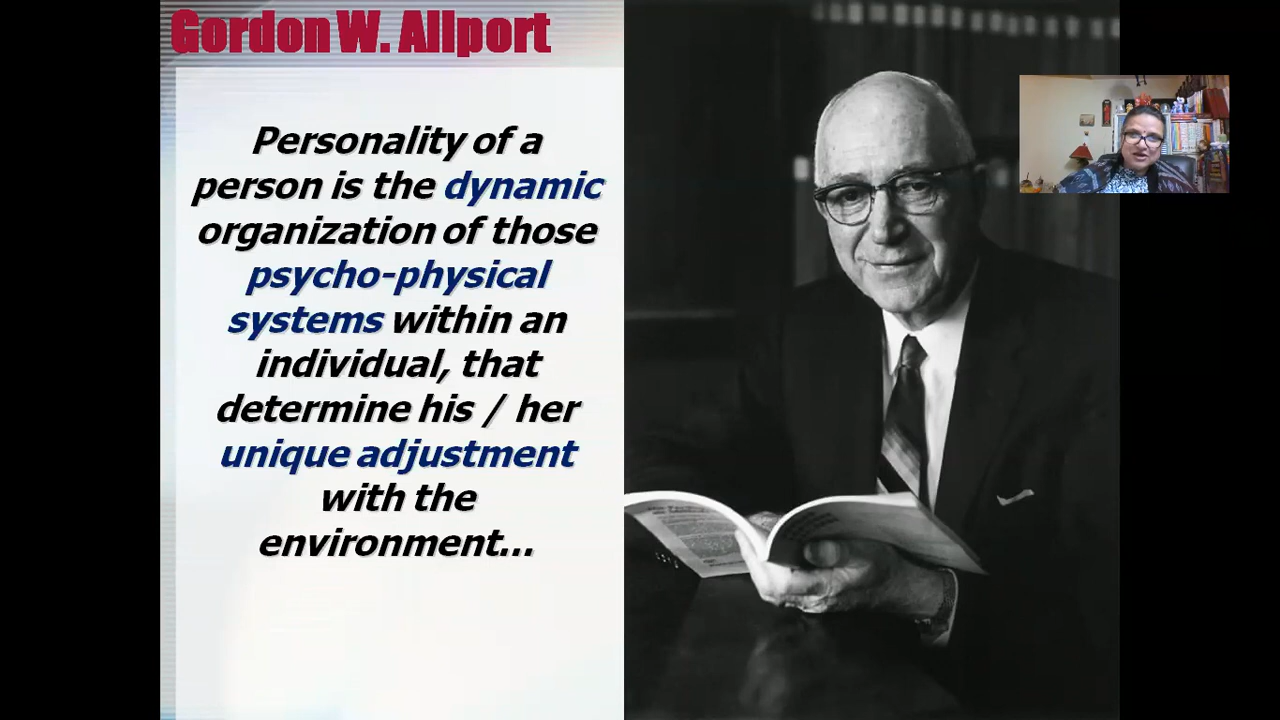 Gordon W. Allport
Personality of a
person is the dynamic
organization of those
psycho-physical
systems within an
individual, that
determine his / her
unique adjustment
with the
environment...